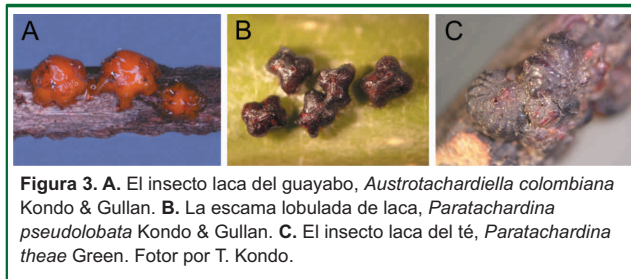 A
B
C
Figura 3. A. El insecto laca del guayabo, Austrotachardiella colombiana
Kondo & Gullan. B. La escama lobulada de laca, Paratachardina
pseudolobata Kondo & Gullan. C. El insecto laca del té, Paratachardina
theae Green. Fotor por T. Kondo.